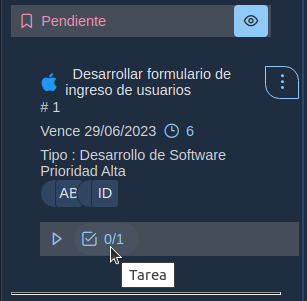 Pendiente
Desarrollar formulario de
ingreso de usuarios
# 1
Vence 29/06/2023 6
Tipo : Desarrollo de Software
Prioridad Alta
AB ID
0/1
Tarea